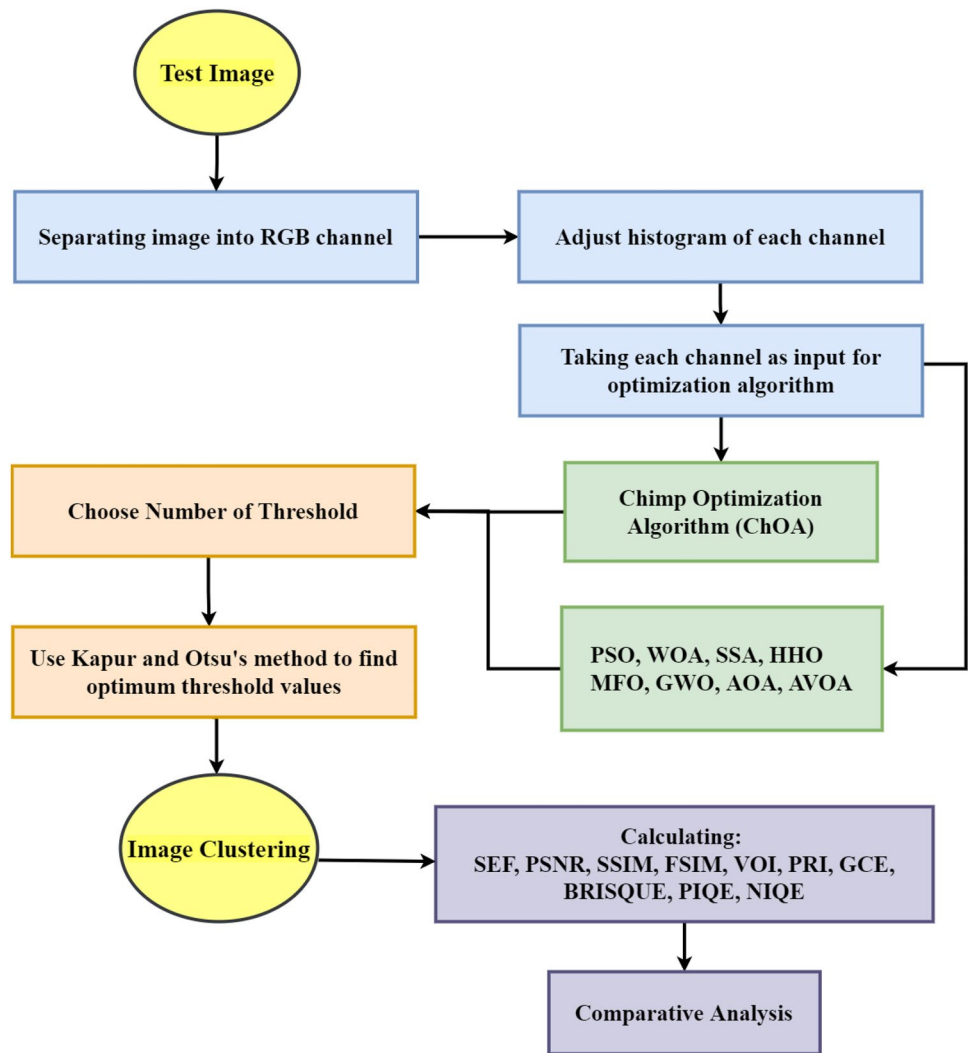 Test Image
Separating image into RGB channel
Adjust histogram of each channel
Taking each channel as input for
optimization algorithm
Chimp Optimization
Algorithm (ChOA)
PSO, WOA, SSA, HHO
MFO, GWO, AOA, AVOA
Choose Number of Threshold
Use Kapur and Otsu's method to find
optimum threshold values
Image Clustering
Calculating:
SEF, PSNR, SSIM, FSIM, VOI, PRI, GCE,
BRISQUE, PIQE, NIQE
Comparative Analysis